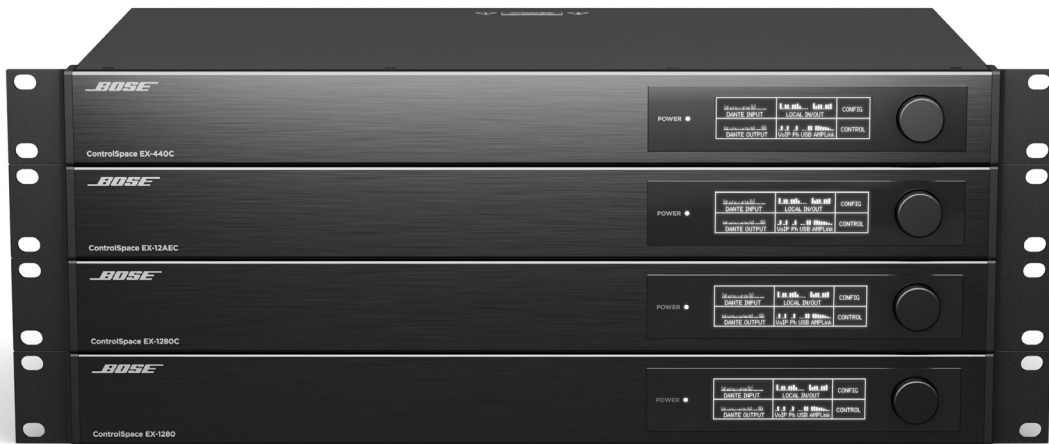 BOSE
POWER
DANTE INPUT
LOCAL IN/OUT
CONFIG
DANTE OUTPUT
VoIP Ph USB AMPLink
CONTROL
ControlSpace EX-440C
BOSE
POWER
DANTE INPUT
LOCAL IN/OUT
CONFIG
DANTE OUTPUT
VoIP Ph USB AMPLink
CONTROL
ControlSpace EX-12AEC
BOSE
POWER
DANTE INPUT
LOCAL IN/OUT
CONFIG
DANTE OUTPUT
VoIP Ph USB AMPLink
CONTROL
ControlSpace EX-1280C
BOSE
POWER
DANTE INPUT
LOCAL IN/OUT
CONFIG
DANTE OUTPUT
VoIP Ph USB AMPLink
CONTROL
ControlSpace EX-1280